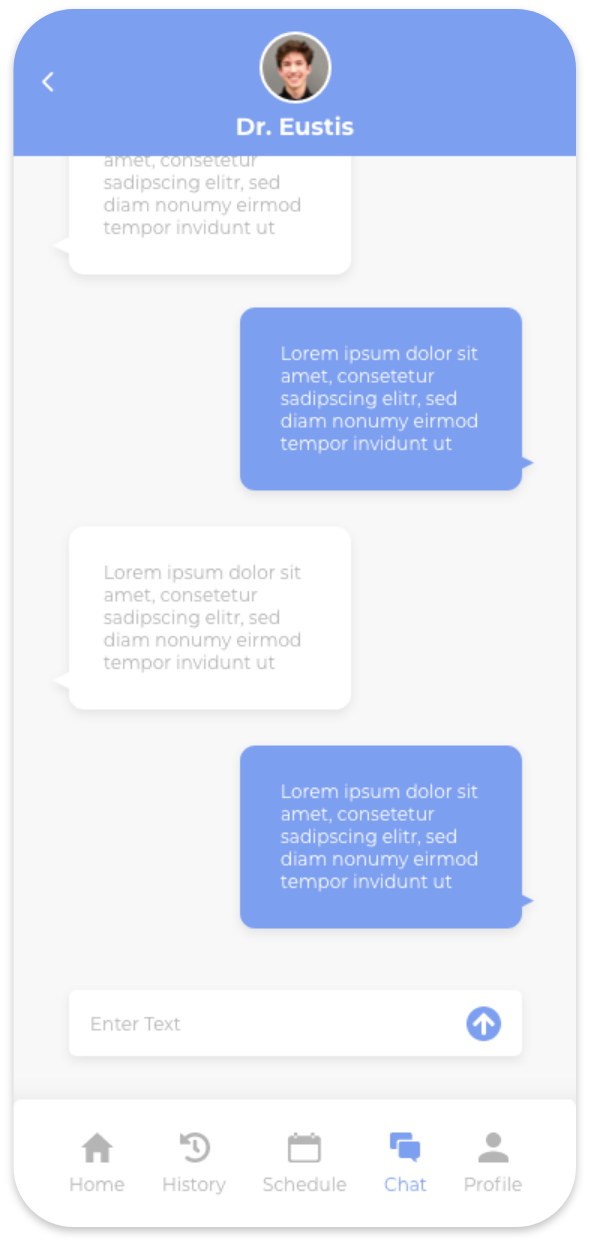 Dr. Eustis
amet, consetetur
sadipscing elitr, sed
diam nonumy eirmod
tempor invidunt ut
Lorem ipsum dolor sit
amet, consetetur
sadipscing elitr, sed
diam nonumy eirmod
tempor invidunt ut
Lorem ipsum dolor sit
amet, consetetur
sadipscing elitr, sed
diam nonumy eirmod
tempor invidunt ut
Lorem ipsum dolor sit
amet, consetetur
sadipscing elitr, sed
diam nonumy eirmod
tempor invidunt ut
Enter Text
Home History Schedule Chat Profile